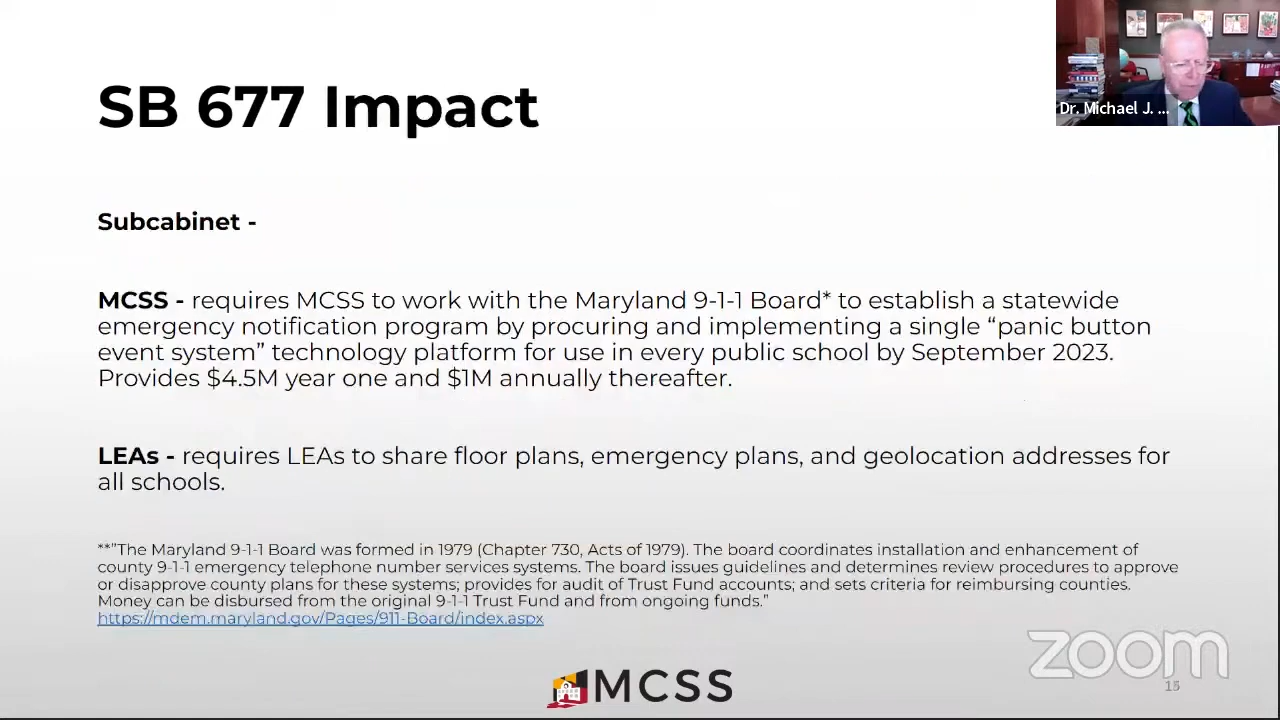 SB 677 Impact
Dr. Michael J. ...
Subcabinet -
MCSS - requires MCSS to work with the Maryland 9-1-1 Board* to establish a statewide
emergency notification program by procuring and implementing a single “panic button
event system” technology platform for use in every public school by September 2023.
Provides $4.5M year one and $1M annually thereafter.
LEAs - requires LEAs to share floor plans, emergency plans, and geolocation addresses for
all schools.
**”The Maryland 9-1-1 Board was formed in 1979 (Chapter 730, Acts of 1979). The board coordinates installation and enhancement of
county 9-1-1 emergency telephone number services systems. The board issues guidelines and determines review procedures to approve
or disapprove county plans for these systems; provides for audit of Trust Fund accounts; and sets criteria for reimbursing counties.
Money can be disbursed from the original 9-1-1 Trust Fund and from ongoing funds.”
https://mdem.maryland.gov/Pages/911-Board/index.aspx
zoom
15
MCSS